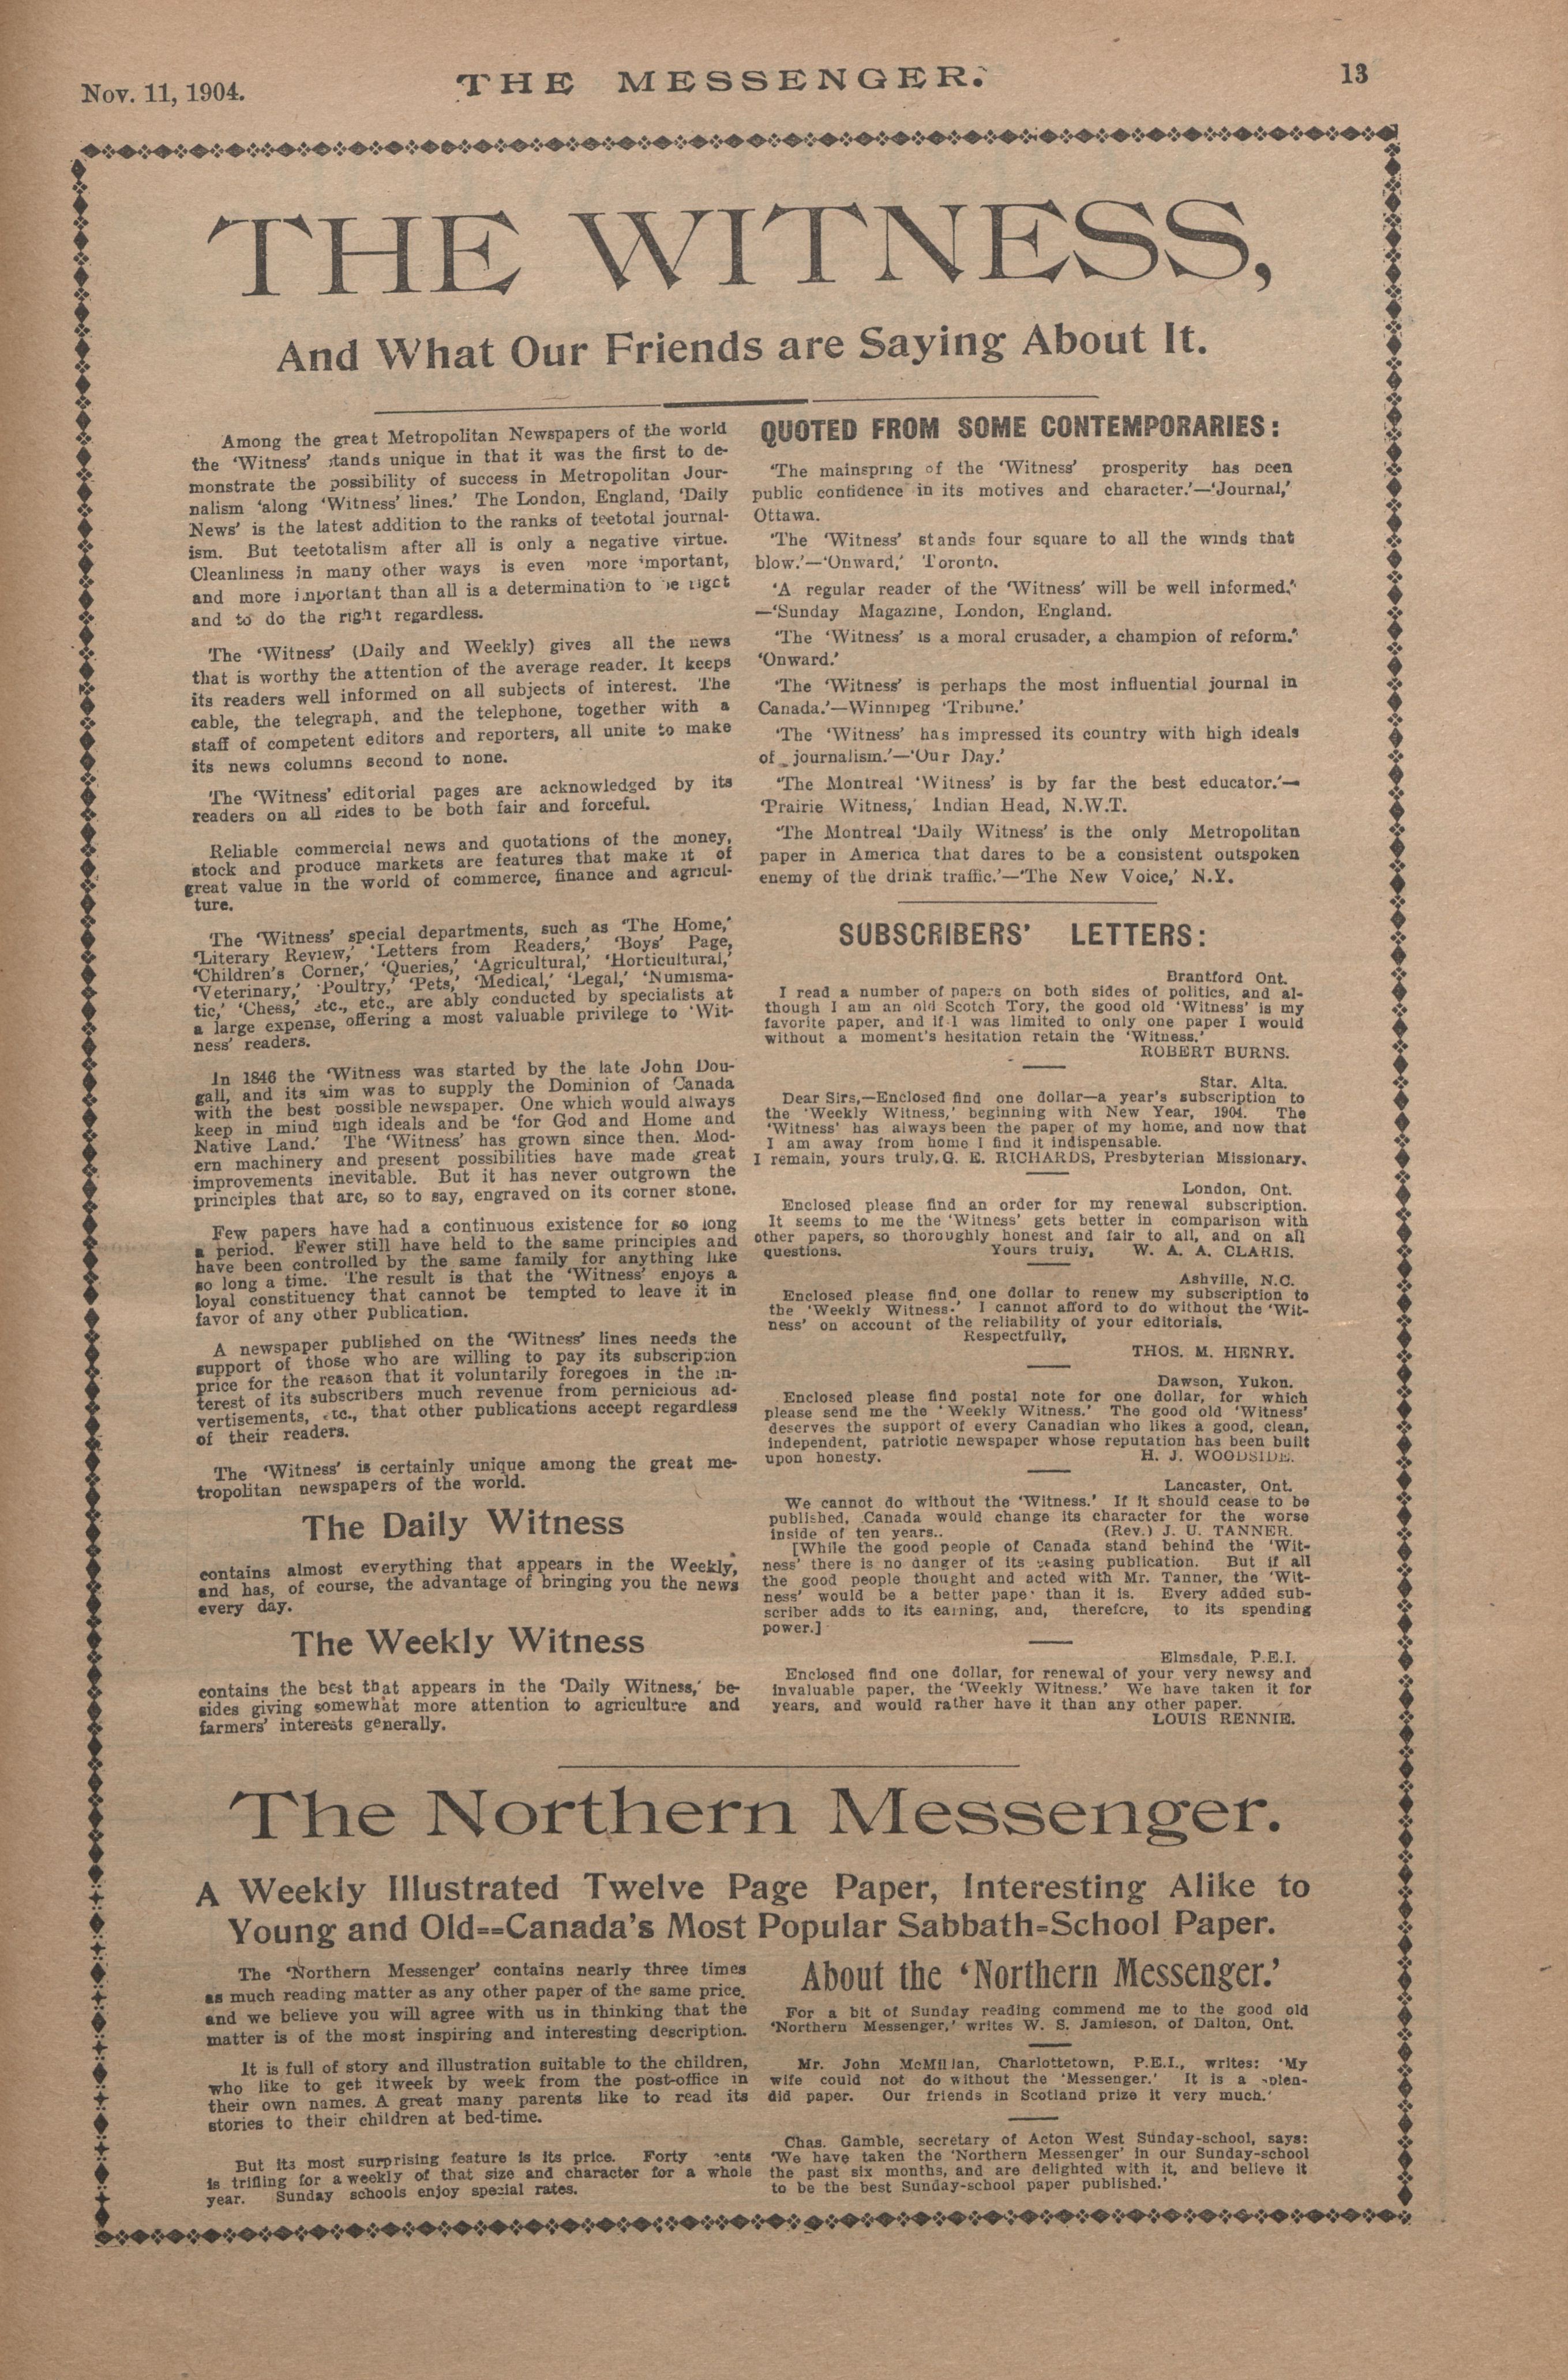 Nov. 11, 1904.
THE MESSENGER.
13
THE WITNESS,
And What Our Friends are Saying About It.
Among the great Metropolitan Newspapers of the world
the 'Witness' stands unique in that it was the first to de-
monstrate the possibility of success in Metropolitan Jour-
nalism 'along 'Witness' lines.' The London, England, 'Daily
News' is the latest addition to the ranks of teetotal journal-
ism. But teetotalism after all is only a negative virtue.
Cleanliness in many other ways is even more important,
and more important than all is a determination to be
and to do the right regardless.
The 'Witness' (Daily and Weekly) gives all the news
that is worthy the attention of the average reader. It keeps
its readers well informed on all subjects of interest. The
cable, the telegraph, and the telephone, together with a
staff of competent editors and reporters, all unite to make
its news columns second to none.
The 'Witness' editorial pages are acknowledged by its
readers on all sides to be both fair and forceful.
Reliable commercial news and quotations of the money,
stock and produce markets are features that make it of
great value in the world of commerce, finance and agricul-
ture.
The 'Witness' special departments, such as 'The Home,'
'Literary Review,' 'Letters from Readers,' 'Boys' Page,
'Children's Corner,' 'Queries,' 'Agricultural,' 'Horticultural,'
'Veterinary,' 'Poultry,' 'Pets,' 'Medical,' 'Legal,' 'Numisma-
tic,' 'Chess,' etc., etc., are ably conducted by specialists at
a large expense, offering a most valuable privilege to 'Wit-
ness' readers.
In 1846 the 'Witness was started by the late John Dou-
gall, and its aim was to supply the Dominion of Canada
with the best possible newspaper. One which would always
keep in mind high ideals and be 'for God and Home and
Native Land.' The 'Witness' has grown since then. Mod-
ern machinery and present possibilities have made great
improvements inevitable. But it has never outgrown the
principles that are, so to say, engraved on its corner stone.
Few papers have had a continuous existence for so long
a period. Fewer still have held to the same principles and
have been controlled by the same family for anything like
so long a time. The result is that the 'Witness' enjoys a
loyal constituency that cannot be tempted to leave it in
favor of any other publication.
A newspaper published on the 'Witness' lines needs the
support of those who are willing to pay its subscription
price for the reason that it voluntarily foregoes in the in-
terest of its subscribers much revenue from pernicious ad-
vertisements, etc., that other publications accept regardless
of their readers.
The 'Witness' is certainly unique among the great me-
tropolitan newspapers of the world.
The Daily Witness
contains almost everything that appears in the Weekly,
and has, of course, the advantage of bringing you the news
every day.
The Weekly Witness
contains the best that appears in the 'Daily Witness,' be-
sides giving somewhat more attention to agriculture and
farmers' interests generally.
QUOTED FROM SOME CONTEMPORARIES:
'The mainspring of the 'Witness' prosperity has been
public confidence in its motives and character.'—'Journal,'
Ottawa.
'The 'Witness' stands four square to all the winds that
blow.'—'Onward,' Toronto.
'A regular reader of the 'Witness' will be well informed.'
—'Sunday Magazine, London, England.
'The 'Witness' is a moral crusader, a champion of reform.'
'Onward.'
'The 'Witness' is perhaps the most influential journal in
Canada.'—Winnipeg 'Tribune.'
'The 'Witness' has impressed its country with high ideals
of journalism.'—'Our Day.'
'The Montreal 'Witness' is by far the best educator.'—
'Prairie Witness,' Indian Head, N.W.T.
'The Montreal 'Daily Witness' is the only Metropolitan
paper in America that dares to be a consistent outspoken
enemy of the drink traffic.'—'The New Voice,' N.Y.
SUBSCRIBERS' LETTERS:
Brantford Ont.
I read a number of papers on both sides of politics, and al-
though I am an old Scotch Tory, the good old 'Witness' is my
favorite paper, and if I was limited to only one paper I would
without a moment's hesitation retain the 'Witness.'
ROBERT BURNS.
Star. Alta.
Dear Sirs,—Enclosed find one dollar—a year's subscription to
the 'Weekly Witness,' beginning with New Year, 1904. The
'Witness' has always been the paper of my home, and now that
I am away from home I find it indispensable.
I remain, yours truly, G. E. RICHARDS, Presbyterian Missionary.
London, Ont.
Enclosed please find an order for my renewal subscription.
It seems to me the 'Witness' gets better in comparison with
other papers, so thoroughly honest and fair to all, and on all
questions. Yours truly, W. A. A. CLARIS.
Ashville, N.C.
Enclosed please find one dollar to renew my subscription to
the 'Weekly Witness.' I cannot afford to do without the 'Wit-
ness' on account of the reliability of your editorials.
Respectfully,
THOS. M. HENRY.
Dawson, Yukon.
Enclosed please find postal note for one dollar, for which
please send me the 'Weekly Witness.' The good old 'Witness'
deserves the support of every Canadian who likes a good, clean,
independent, patriotic newspaper whose reputation has been built
upon honesty. H. J. WOODSIDE.
Lancaster, Ont.
We cannot do without the 'Witness.' If it should cease to be
published, Canada would change its character for the worse
inside of ten years.. (Rev.) J. U. TANNER.
[While the good people of Canada stand behind the 'Wit-
ness' there is no danger of its ceasing publication. But if all
the good people thought and acted with Mr. Tanner, the 'Wit-
ness' would be a better paper than it is. Every added sub-
scriber adds to its earning, and, therefore, to its spending
power.]
Elmsdale, P.E.I.
Enclosed find one dollar, for renewal of your very newsy and
invaluable paper, the 'Weekly Witness.' We have taken it for
years, and would rather have it than any other paper.
LOUIS RENNIE.
The Northern Messenger.
A Weekly Illustrated Twelve Page Paper, Interesting Alike to
Young and Old--Canada's Most Popular Sabbath-School Paper.
The 'Northern Messenger' contains nearly three times
as much reading matter as any other paper of the same price,
and we believe you will agree with us in thinking that the
matter is of the most inspiring and interesting description.
It is full of story and illustration suitable to the children,
who like to get it week by week from the post-office in
their own names. A great many parents like to read its
stories to their children at bed-time.
But its most surprising feature is its price. Forty cents
is trifling for a weekly of that size and character for a whole
year. Sunday schools enjoy special rates.
About the 'Northern Messenger.'
For a bit of Sunday reading commend me to the good old
'Northern Messenger,' writes W. S. Jamieson, of Dalton, Ont.
Mr. John McMillan, Charlottetown, P.E.I., writes: 'My
wife could not do without the 'Messenger.' It is a splen-
did paper. Our friends in Scotland prize it very much.'
Chas. Gamble, secretary of Acton West Sunday-school, says:
'We have taken the 'Northern Messenger' in our Sunday-school
the past six months, and are delighted with it, and believe it
to be the best Sunday-school paper published.'